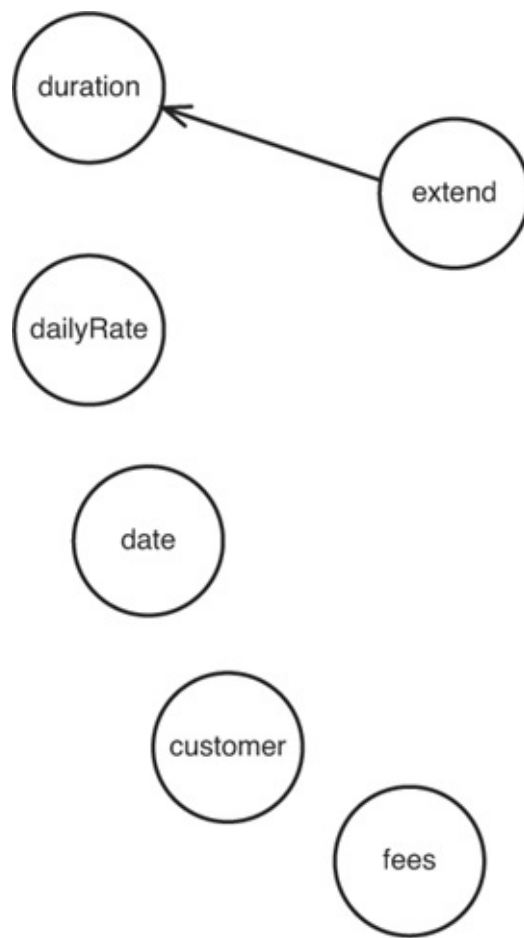 duration
extend
dailyRate
date
customer
fees